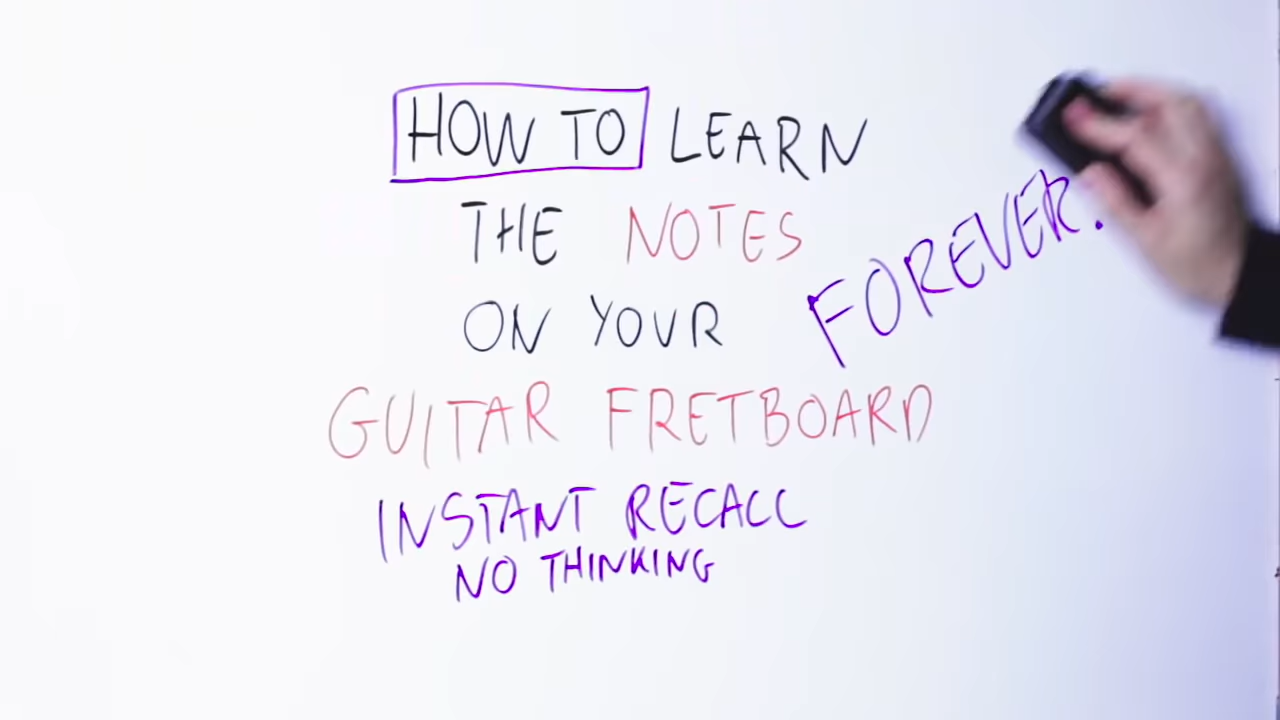 HOW TO LEARN
THE NOTES
ON YOUR
FOREVER.
GUITAR FRETBOARD
INSTANT RECALL
NO THINKING